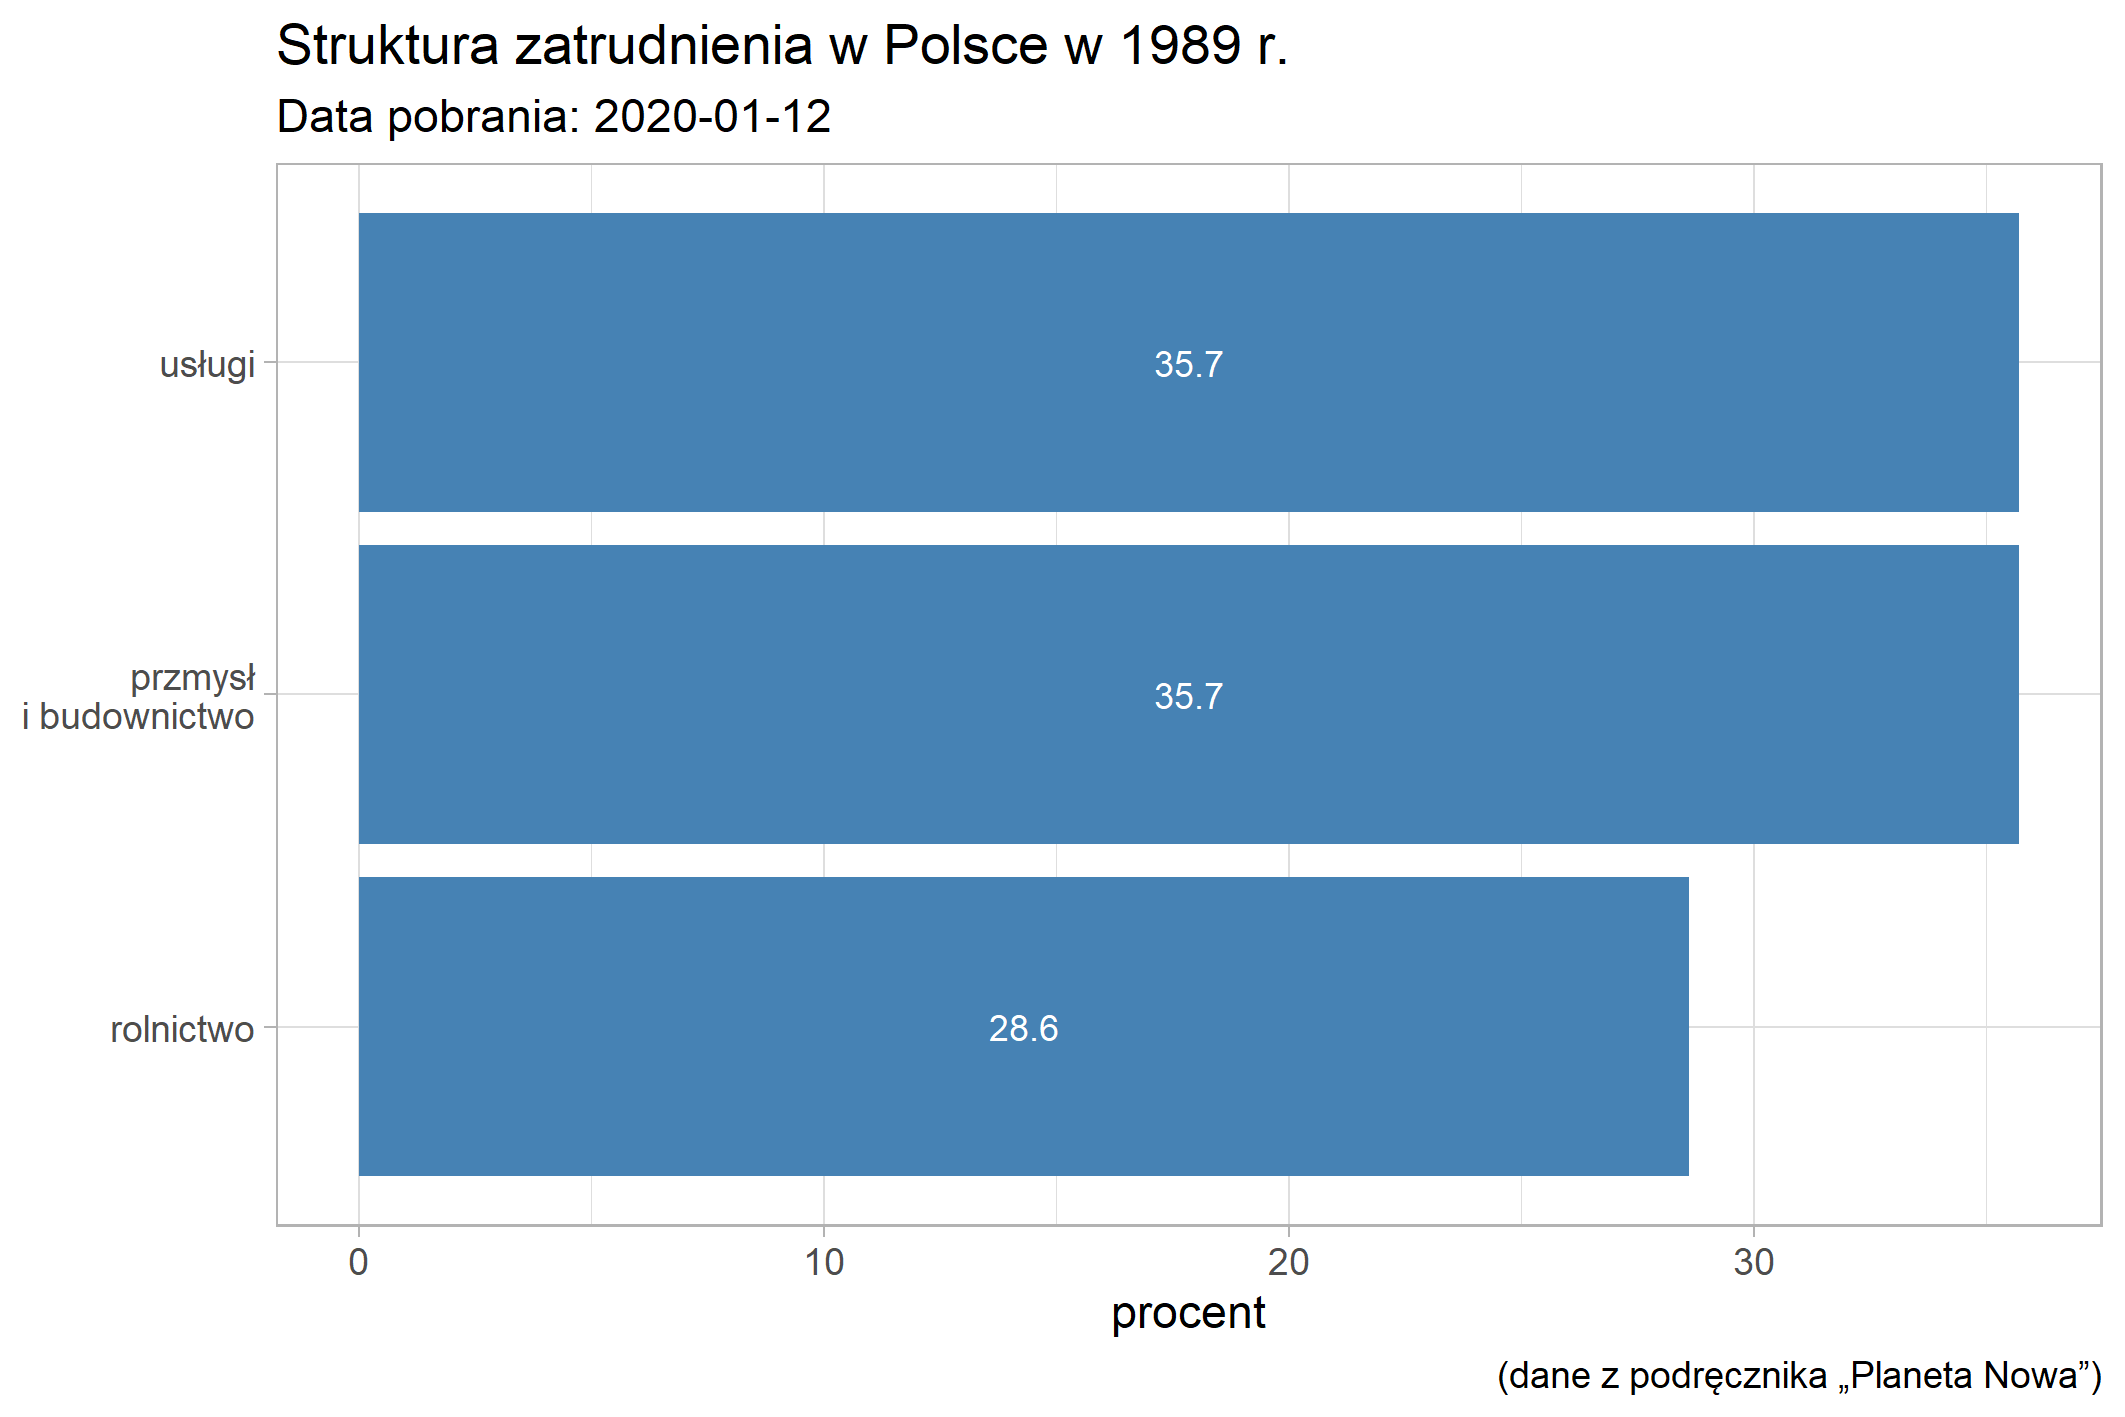 Struktura zatrudnienia w Polsce w 1989 r.
Data pobrania: 2020-01-12
usługi
35.7
przmysł
i budownictwo
35.7
rolnictwo
28.6
0 10 20 30
procent
(dane z podręcznika „Planeta Nowa”)